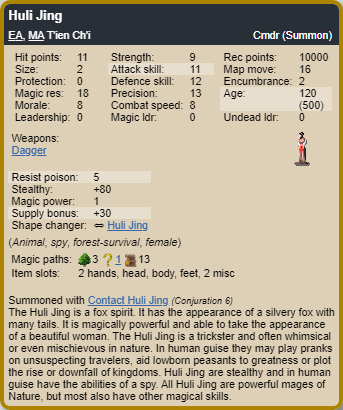 Huli Jing
EA, MA T'ien Ch'i Cmdr (Summon)
Hit points: 11 Strength: 9 Rec points: 10000
Size: 2 Attack skill: 11 Map move: 16
Protection: 0 Defence skill: 12 Encumbrance: 2
Magic res: 18 Precision: 13 Age: 120
Morale: 8 Combat speed: 8 (500)
Leadership: 0 Magic ldr: 0 Undead ldr: 0
Weapons:
Dagger
Resist poison: 5
Stealthy: +80
Magic power: 1
Supply bonus: +30
Shape changer: ⇔ Huli Jing
(Animal, spy, forest-survival, female)
Magic paths: 3 ? 1 13
Item slots: 2 hands, head, body, feet, 2 misc
Summoned with Contact Huli Jing (Conjuration 6)
The Huli Jing is a fox spirit. It has the appearance of a silvery fox with
many tails. It is magically powerful and able to take the appearance
of a beautiful woman. The Huli Jing is a trickster and often whimsical
or even mischievous in nature. In human guise they may play pranks
on unsuspecting travelers, aid lowborn peasants to greatness or plot
the rise or downfall of kingdoms. Huli Jing are stealthy and in human
guise have the abilities of a spy. All Huli Jing are powerful mages of
Nature, but most also have other magical skills.